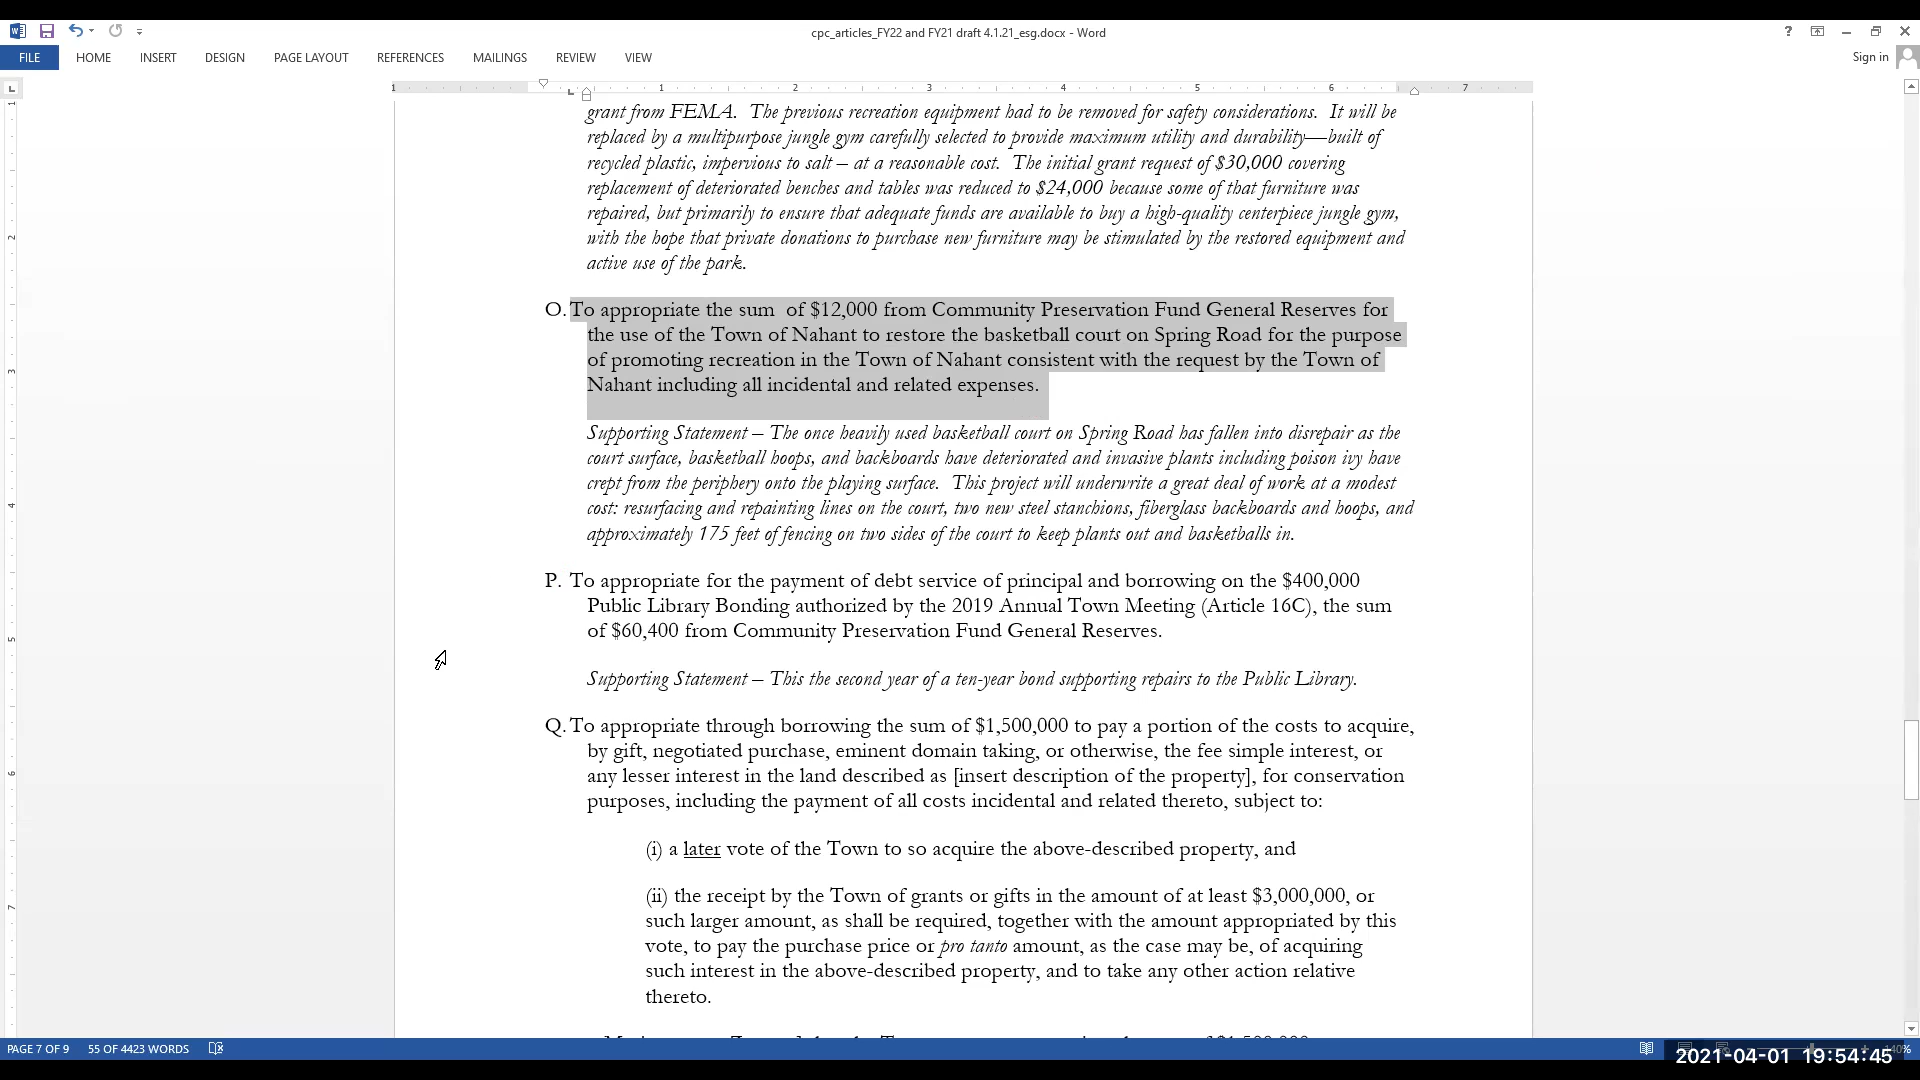 cpc_articles_FY22 and FY21 draft 4.1.21_esg.docx - Word
FILE HOME INSERT DESIGN PAGE LAYOUT REFERENCES MAILINGS REVIEW VIEW Sign in
1 1 2 3 4 5 6 7
grant from FEMA. The previous recreation equipment had to be removed for safety considerations. It will be
replaced by a multipurpose jungle gym carefully selected to provide maximum utility and durability—built of
recycled plastic, impervious to salt – at a reasonable cost. The initial grant request of $30,000 covering
replacement of deteriorated benches and tables was reduced to $24,000 because some of that furniture was
repaired, but primarily to ensure that adequate funds are available to buy a high-quality centerpiece jungle gym,
with the hope that private donations to purchase new furniture may be stimulated by the restored equipment and
active use of the park.
O. To appropriate the sum of $12,000 from Community Preservation Fund General Reserves for
the use of the Town of Nahant to restore the basketball court on Spring Road for the purpose
of promoting recreation in the Town of Nahant consistent with the request by the Town of
Nahant including all incidental and related expenses.
Supporting Statement – The once heavily used basketball court on Spring Road has fallen into disrepair as the
court surface, basketball hoops, and backboards have deteriorated and invasive plants including poison ivy have
crept from the periphery onto the playing surface. This project will underwrite a great deal of work at a modest
cost: resurfacing and repainting lines on the court, two new steel stanchions, fiberglass backboards and hoops, and
approximately 175 feet of fencing on two sides of the court to keep plants out and basketballs in.
P. To appropriate for the payment of debt service of principal and borrowing on the $400,000
Public Library Bonding authorized by the 2019 Annual Town Meeting (Article 16C), the sum
of $60,400 from Community Preservation Fund General Reserves.
Supporting Statement – This the second year of a ten-year bond supporting repairs to the Public Library.
Q. To appropriate through borrowing the sum of $1,500,000 to pay a portion of the costs to acquire,
by gift, negotiated purchase, eminent domain taking, or otherwise, the fee simple interest, or
any lesser interest in the land described as [insert description of the property], for conservation
purposes, including the payment of all costs incidental and related thereto, subject to:
(i) a later vote of the Town to so acquire the above-described property, and
(ii) the receipt by the Town of grants or gifts in the amount of at least $3,000,000, or
such larger amount, as shall be required, together with the amount appropriated by this
vote, to pay the purchase price or pro tanto amount, as the case may be, of acquiring
such interest in the above-described property, and to take any other action relative
thereto.
PAGE 7 OF 9 55 OF 4423 WORDS
2021-04-01 19:54:45